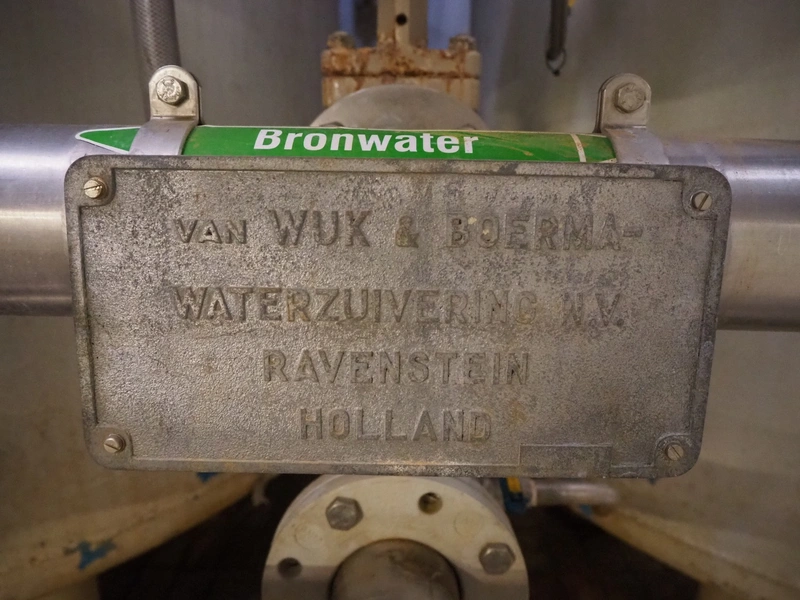 Bronwater
VAN WIJK & BOERMA-
WATERZUIVERING N.V.
RAVENSTEIN
HOLLAND